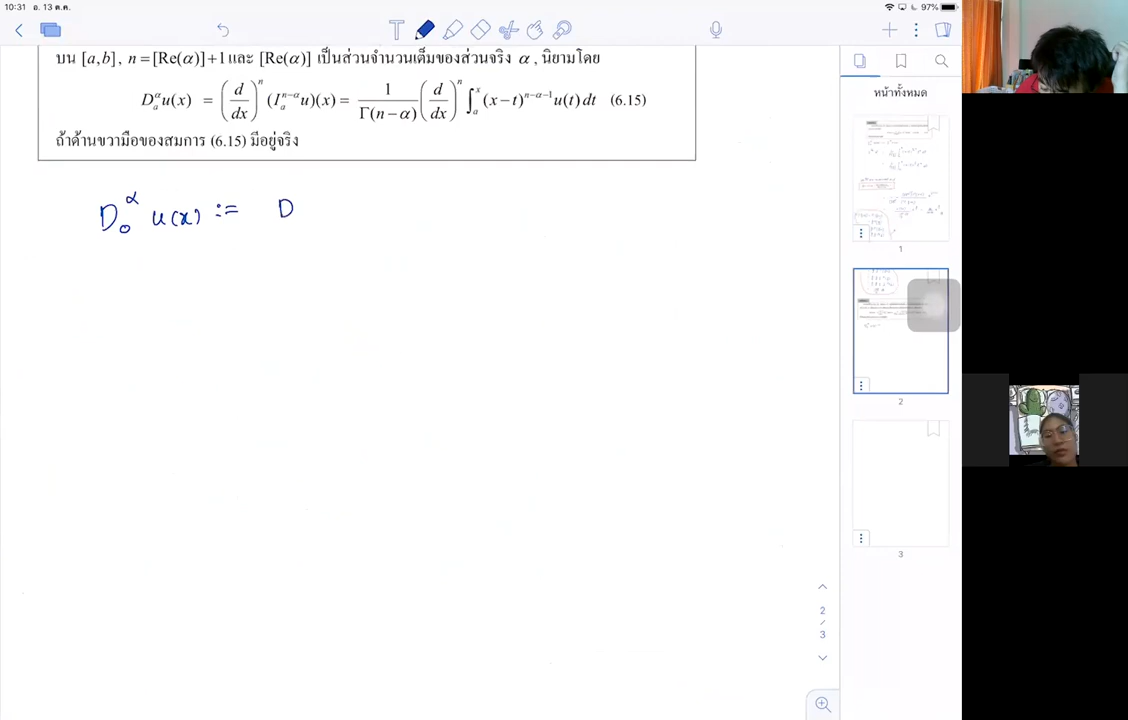 10:31 อ. 13 ต.ค.
97%
บน [a,b], n=[Re(α)]+1 และ [Re(α)] เป็นส่วนจำนวนเต็มของส่วนจริง α, นิยามโดย
D_a^α u(x) = (d/dx)^n (I_a^{n-α} u)(x) = 1/Γ(n-α) (d/dx)^n ∫_a^x (x-t)^{n-α-1} u(t) dt (6.15)
ถ้าด้านขวามือของสมการ (6.15) มีอยู่จริง
D_0^α u(x) := D
หน้าทั้งหมด
1
2
3
2
/
3